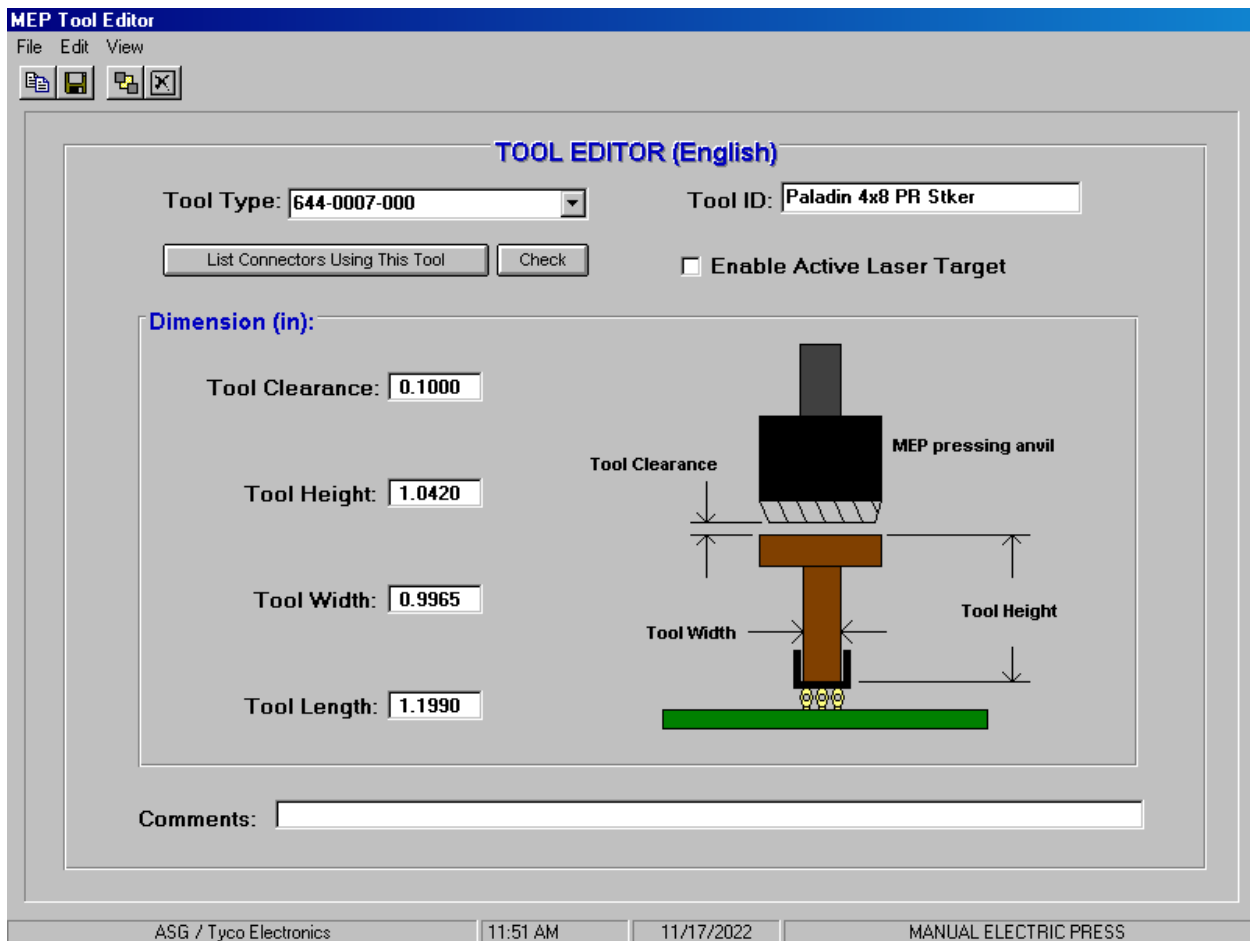 MEP Tool Editor
File Edit View
TOOL EDITOR (English)
Tool Type: 644-0007-000
Tool ID: Paladin 4x8 PR Stker
List Connectors Using This Tool
Check
Enable Active Laser Target
Dimension (in):
Tool Clearance: 0.1000
Tool Height: 1.0420
Tool Width: 0.9965
Tool Length: 1.1990
MEP pressing anvil
Tool Clearance
Tool Height
Tool Width
Comments:
ASG / Tyco Electronics
11:51 AM
11/17/2022
MANUAL ELECTRIC PRESS